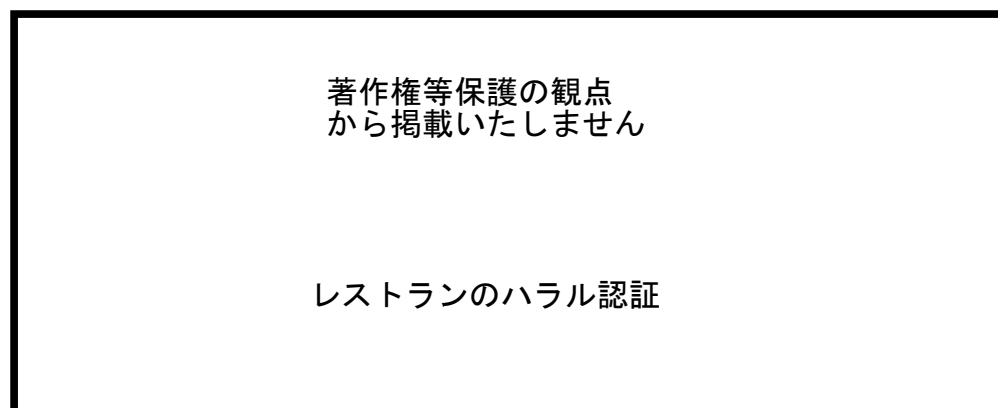 著作権等保護の観点
から掲載いたしません
レストランのハラル認証